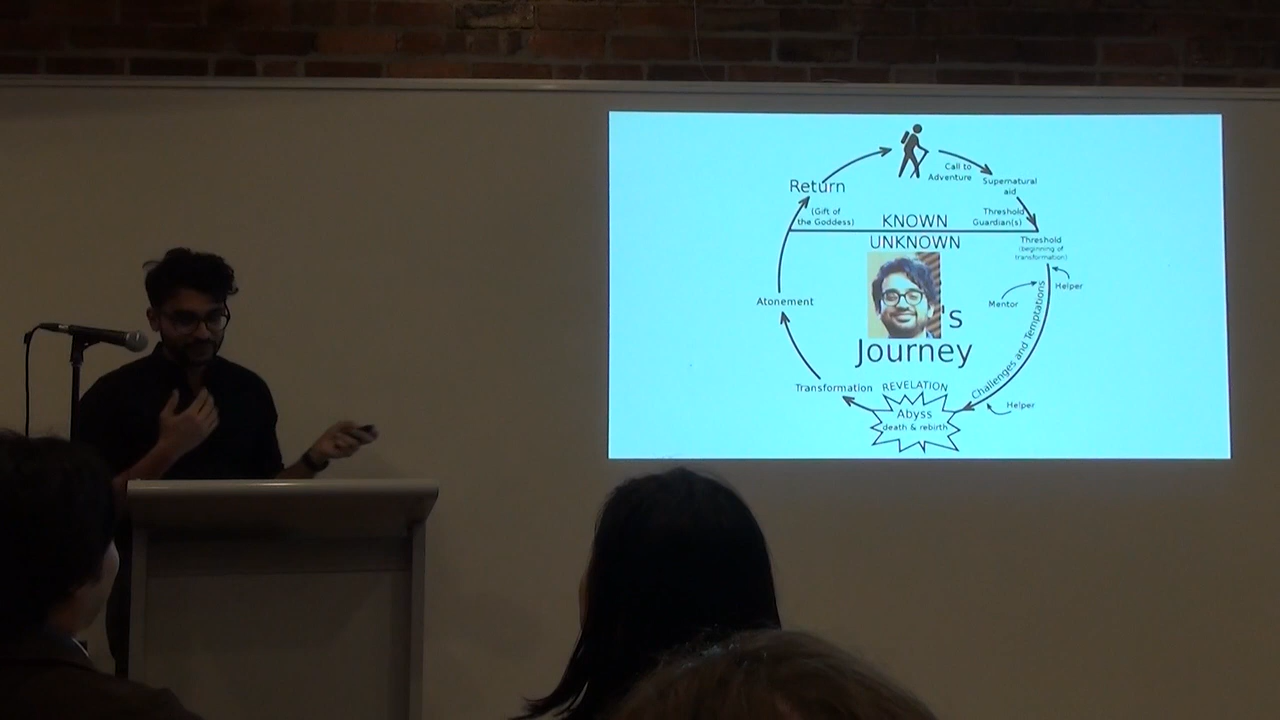 Call to
Adventure
Supernatural
aid
Return
(Gift of
the Goddess)
KNOWN
Threshold
Guardian(s)
UNKNOWN
Threshold
(beginning of
transformation)
Helper
Mentor
Challenges and Temptations
Atonement
's
Journey
Transformation
REVELATION
Abyss
death & rebirth
Helper